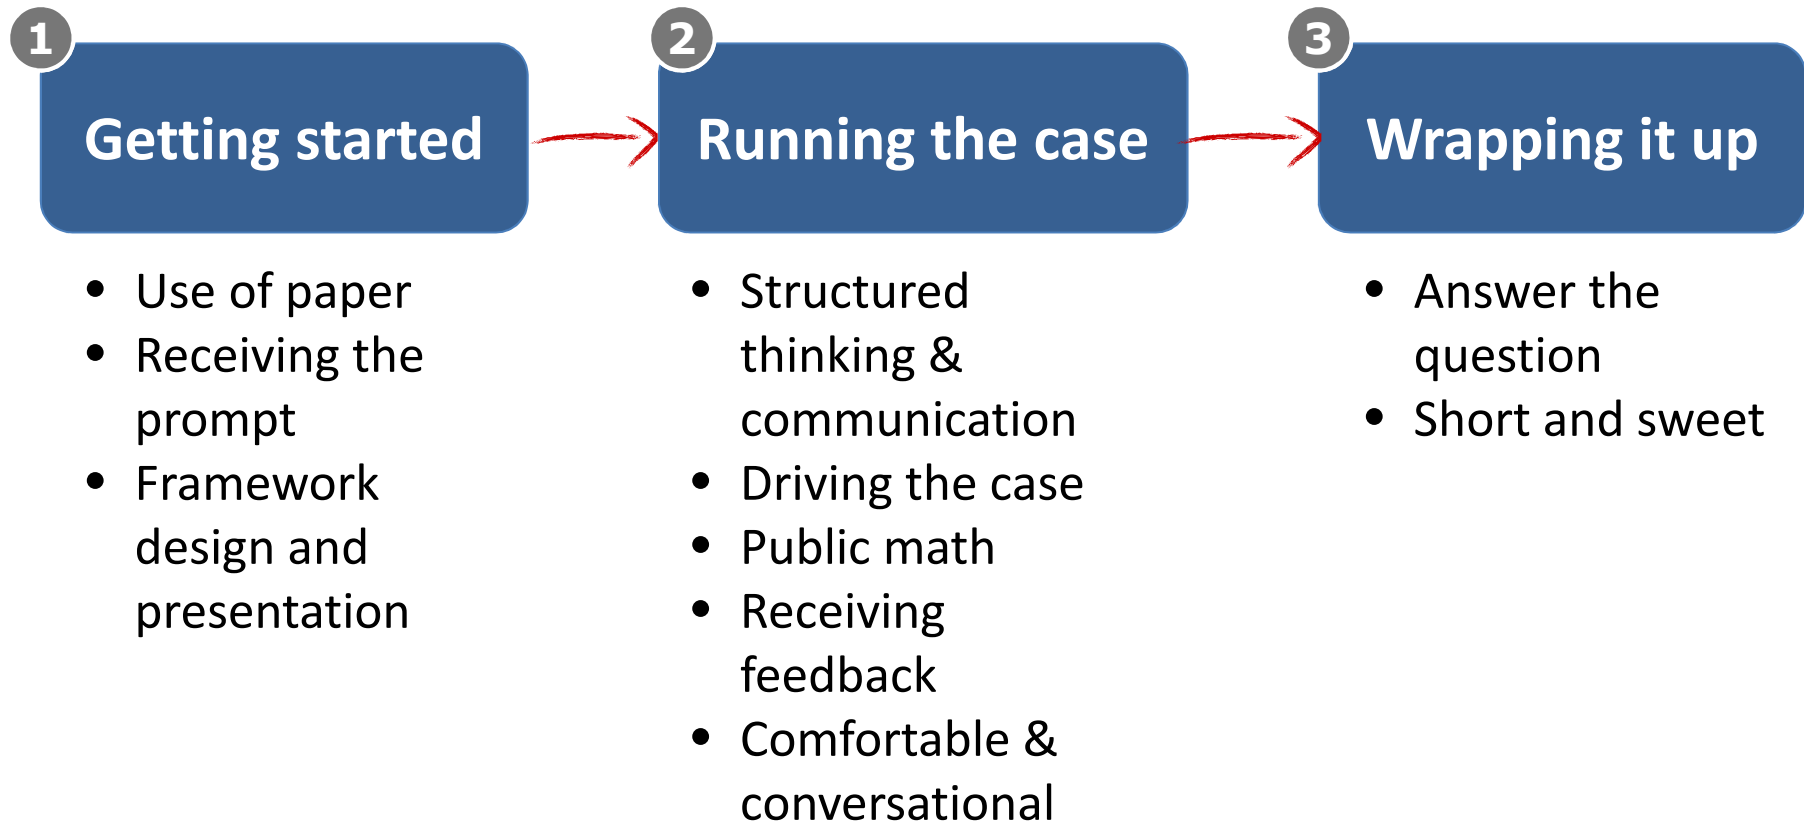 1
Getting started
• Use of paper
• Receiving the
prompt
• Framework
design and
presentation
2
Running the case
• Structured
thinking &
communication
• Driving the case
• Public math
• Receiving
feedback
• Comfortable &
conversational
3
Wrapping it up
• Answer the
question
• Short and sweet